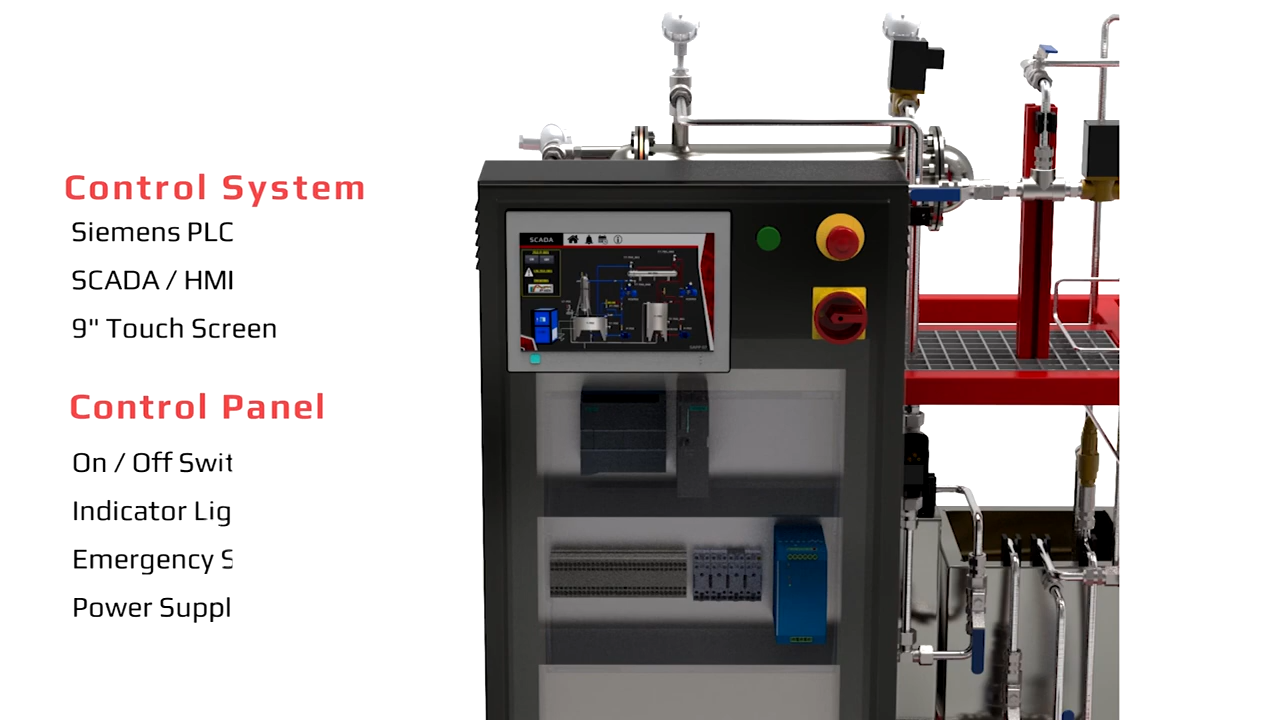 Control System
Siemens PLC
SCADA / HMI
9" Touch Screen
Control Panel
On / Off Swit
Indicator Lig
Emergency S
Power Suppl
SCADA